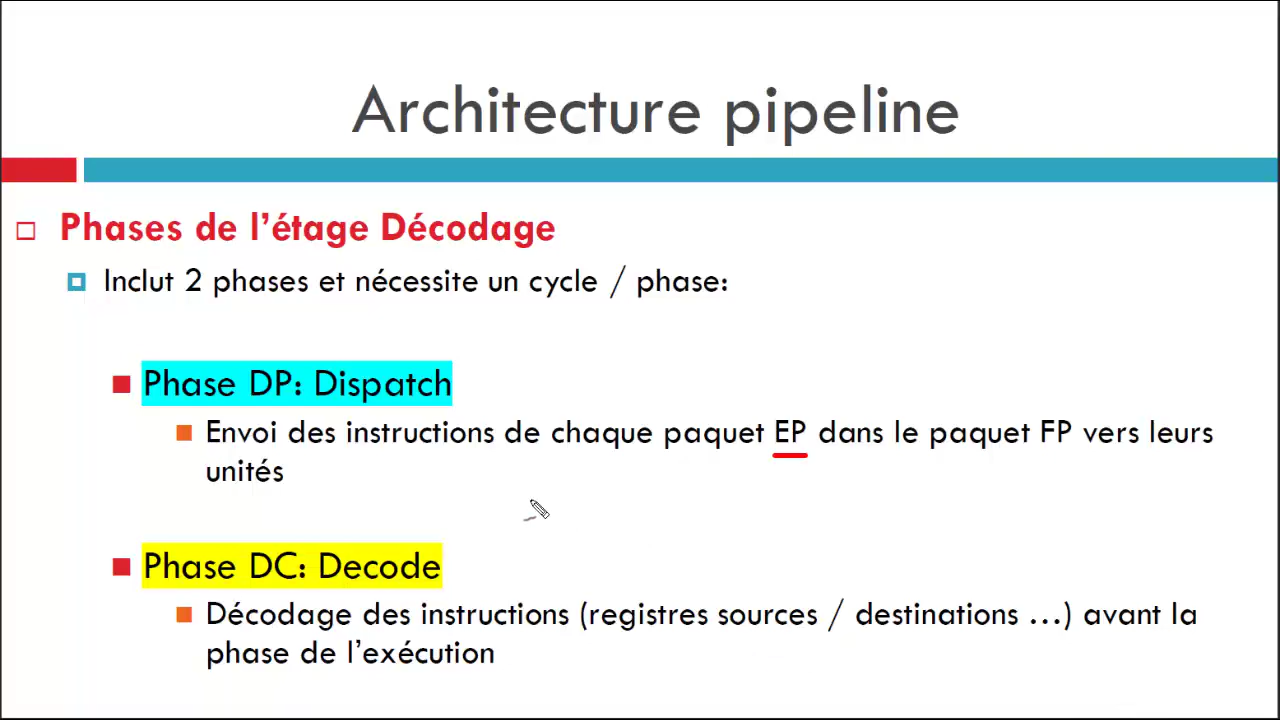 Architecture pipeline
Phases de l’étage Décodage
Inclut 2 phases et nécessite un cycle / phase:
Phase DP: Dispatch
Envoi des instructions de chaque paquet EP dans le paquet FP vers leurs
unités
Phase DC: Decode
Décodage des instructions (registres sources / destinations …) avant la
phase de l’exécution